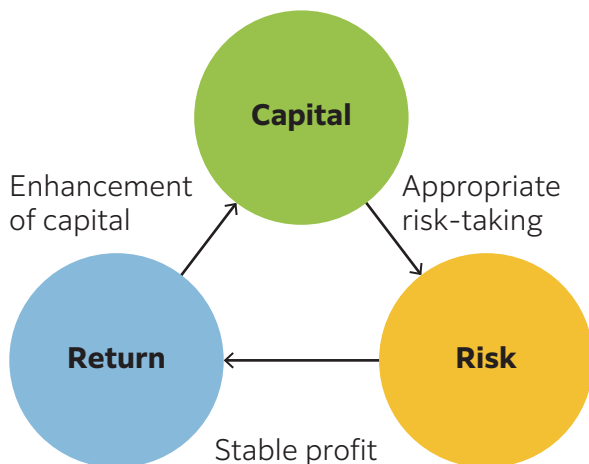 Capital
Enhancement
of capital
Appropriate
risk-taking
Return
Risk
Stable profit